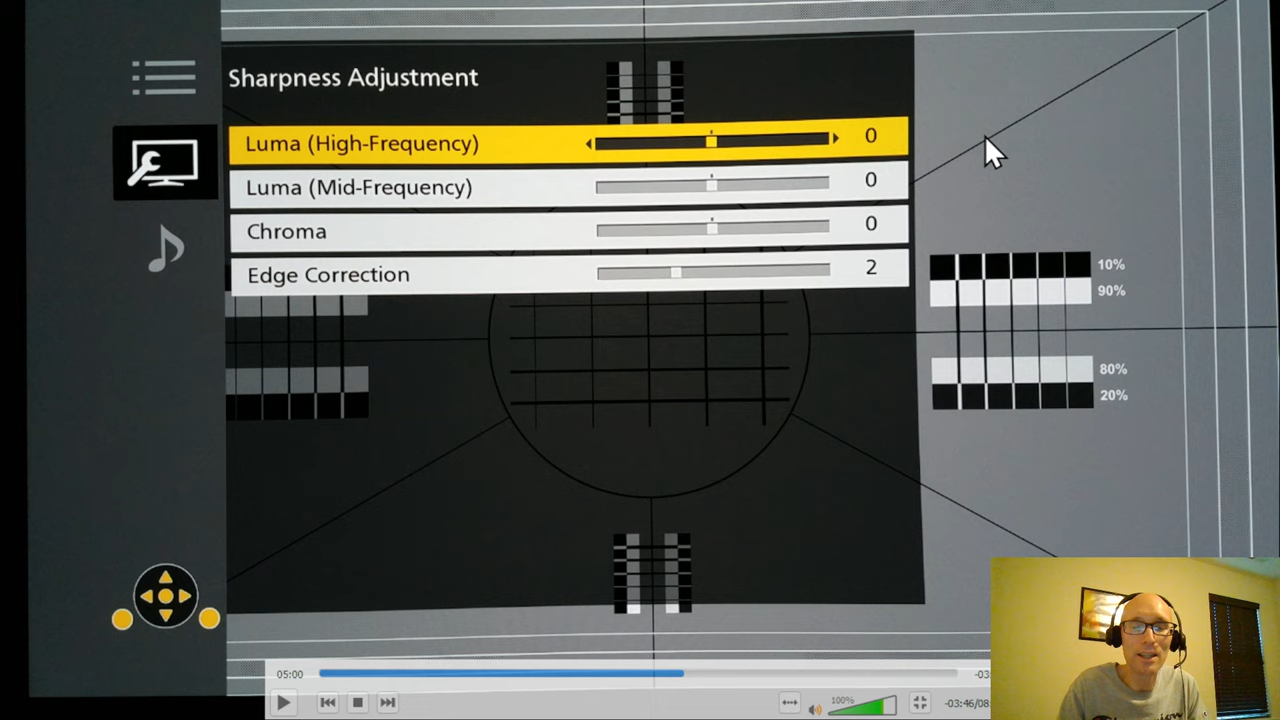 Sharpness Adjustment
Luma (High-Frequency) 0
Luma (Mid-Frequency) 0
Chroma 0
Edge Correction 2
10%
90%
80%
20%
05:00
100%
-03:46/08